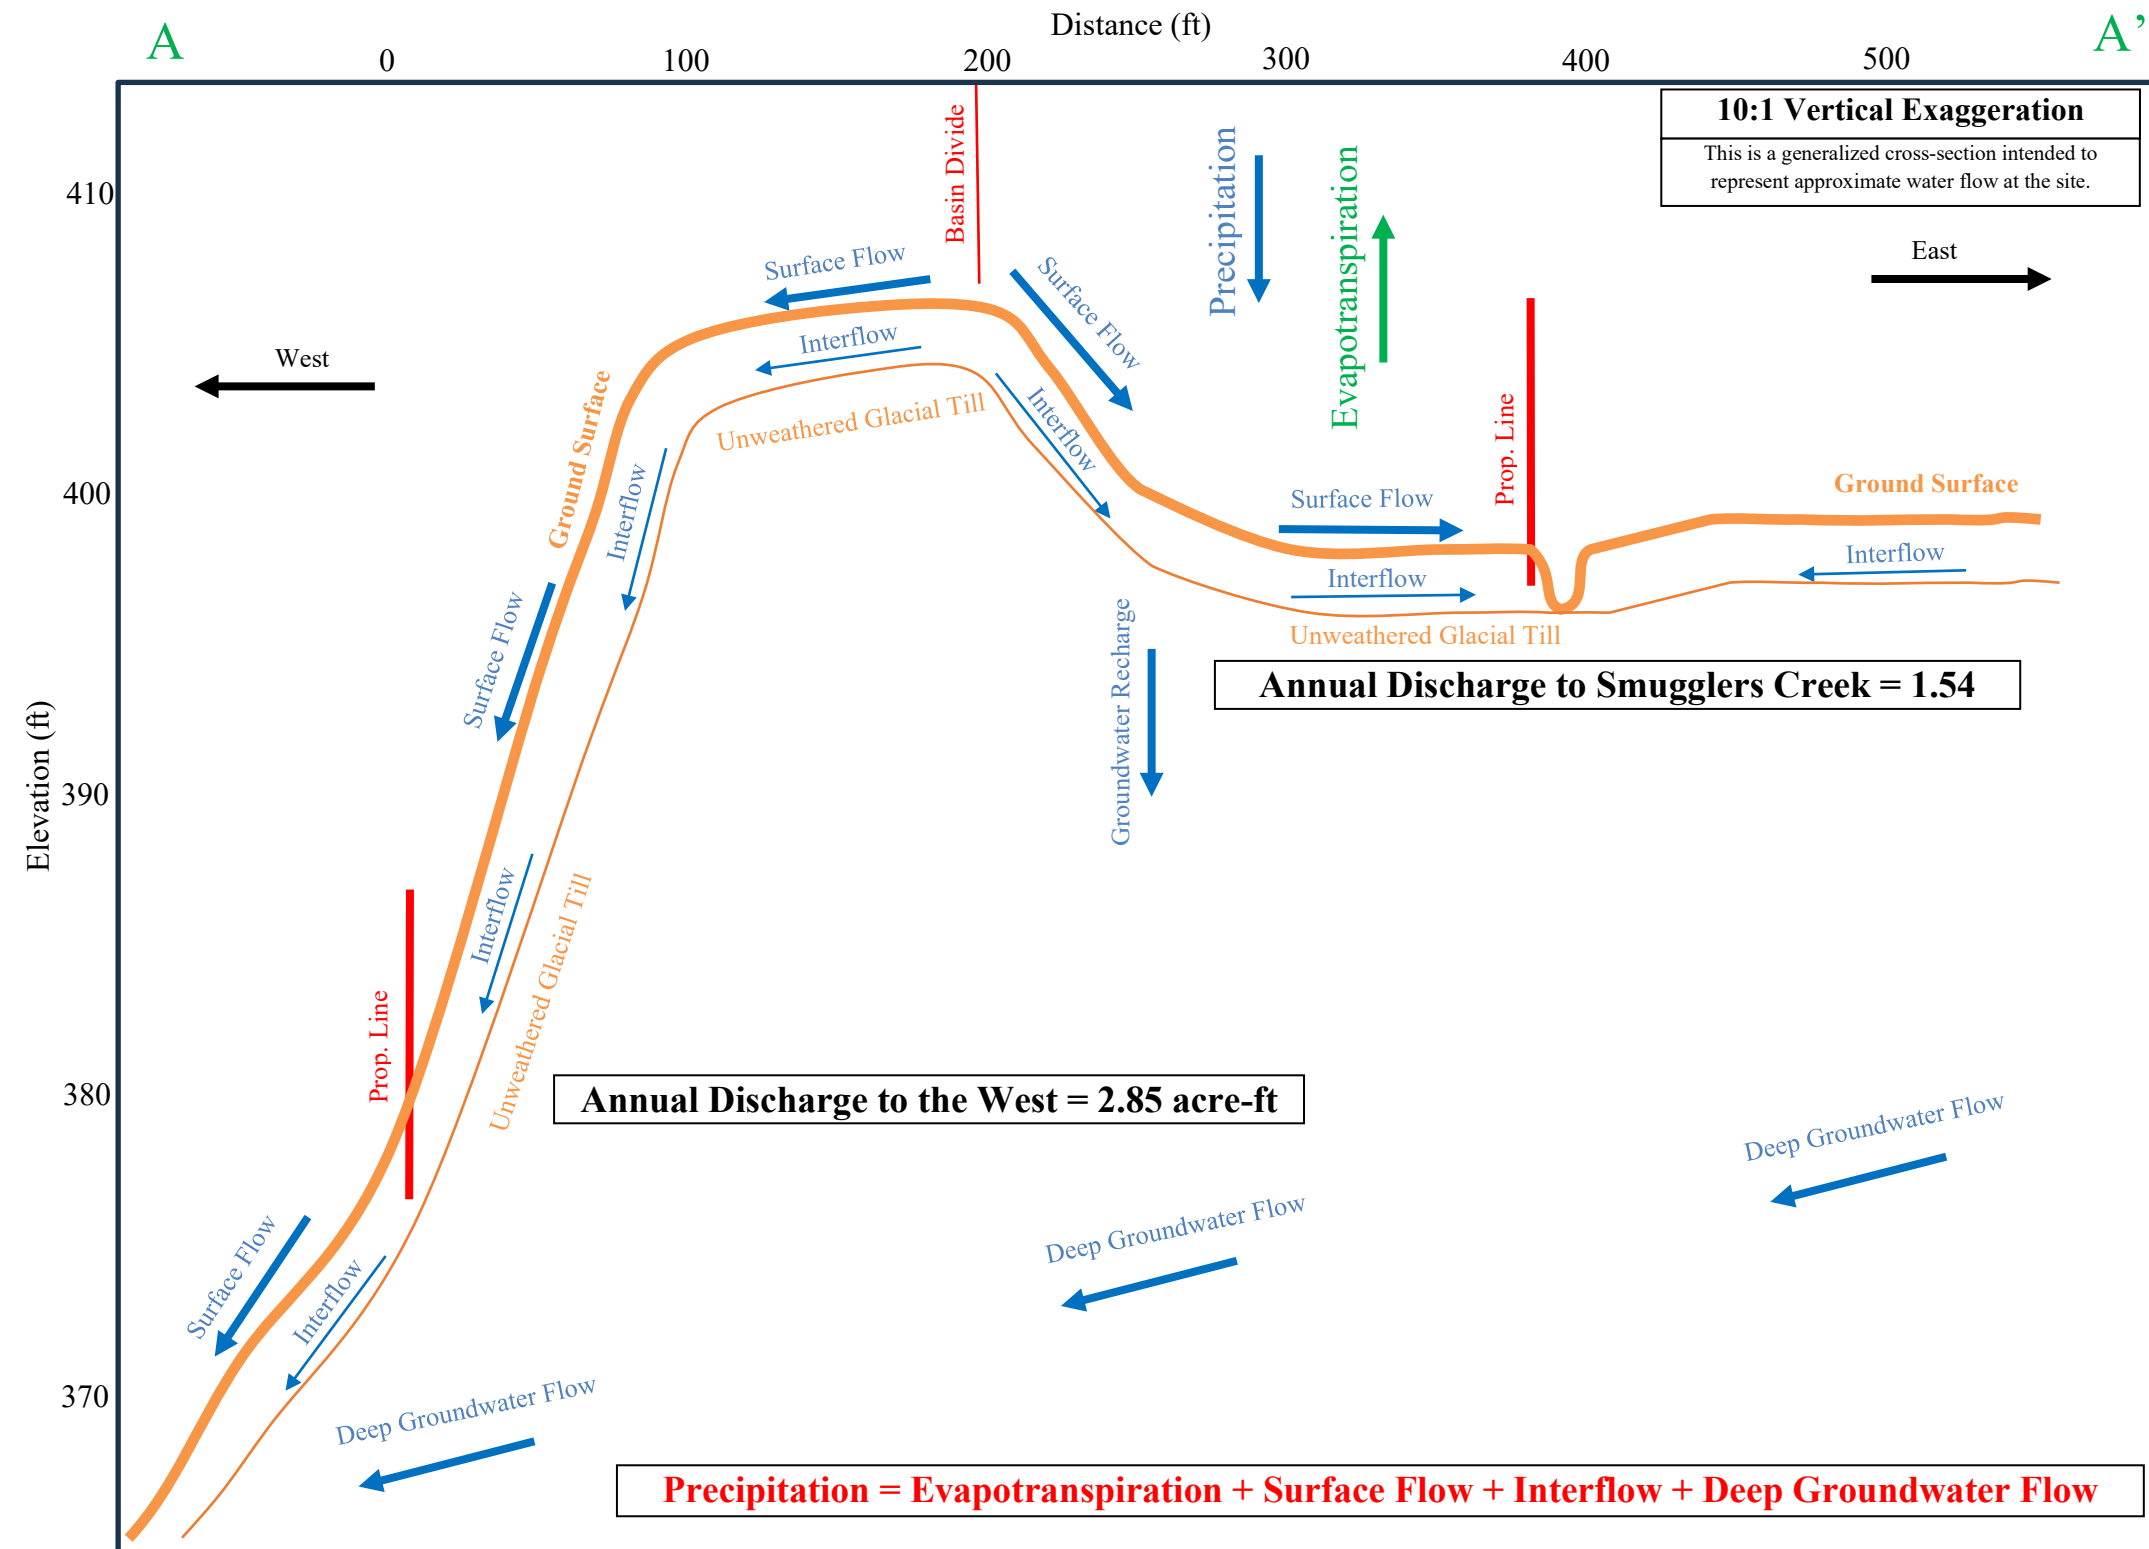 Distance (ft)
A
A’
0
100
200
300
400
500
10:1 Vertical Exaggeration
This is a generalized cross-section intended to
represent approximate water flow at the site.
Basin Divide
Precipitation
Evapotranspiration
410
East
Surface Flow
Surface Flow
Interflow
West
Unweathered Glacial Till
Interflow
Ground Surface
Prop. Line
Interflow
400
Surface Flow
Ground Surface
Interflow
Interflow
Unweathered Glacial Till
Surface Flow
Groundwater Recharge
Annual Discharge to Smugglers Creek = 1.54
Elevation (ft)
390
Interflow
Unweathered Glacial Till
Prop. Line
380
Annual Discharge to the West = 2.85 acre-ft
Deep Groundwater Flow
Deep Groundwater Flow
Surface Flow
Interflow
370
Deep Groundwater Flow
Precipitation = Evapotranspiration + Surface Flow + Interflow + Deep Groundwater Flow